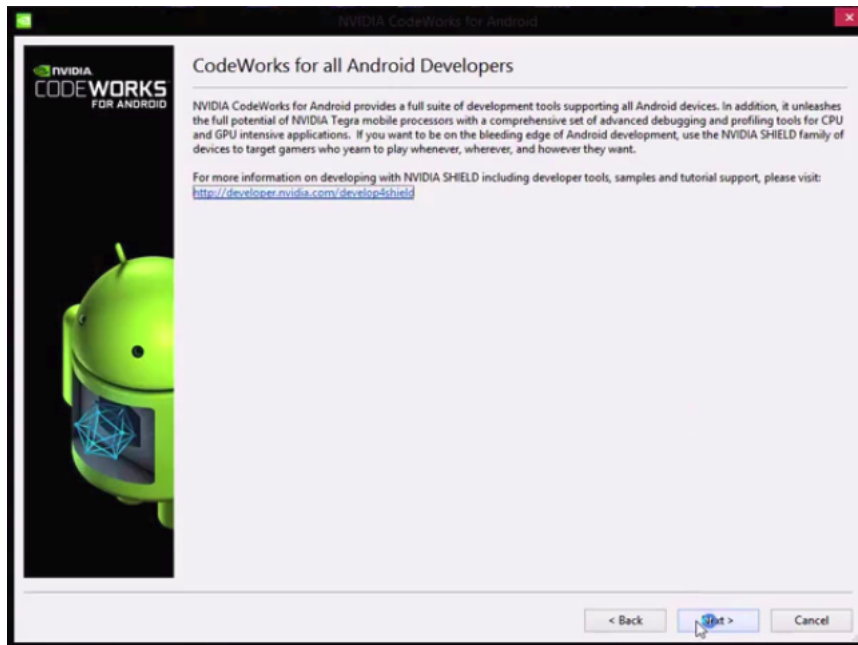 NVIDIA CodeWorks for Android
NVIDIA
CODEWORKS
FOR ANDROID
CodeWorks for all Android Developers
NVIDIA CodeWorks for Android provides a full suite of development tools supporting all Android devices. In addition, it unleashes
the full potential of NVIDIA Tegra mobile processors with a comprehensive set of advanced debugging and profiling tools for CPU
and GPU intensive applications. If you want to be on the bleeding edge of Android development, use the NVIDIA SHIELD family of
devices to target gamers who yearn to play whenever, wherever, and however they want.
For more information on developing with NVIDIA SHIELD including developer tools, samples and tutorial support, please visit:
http://developer.nvidia.com/develop4shield
< Back
Next >
Cancel